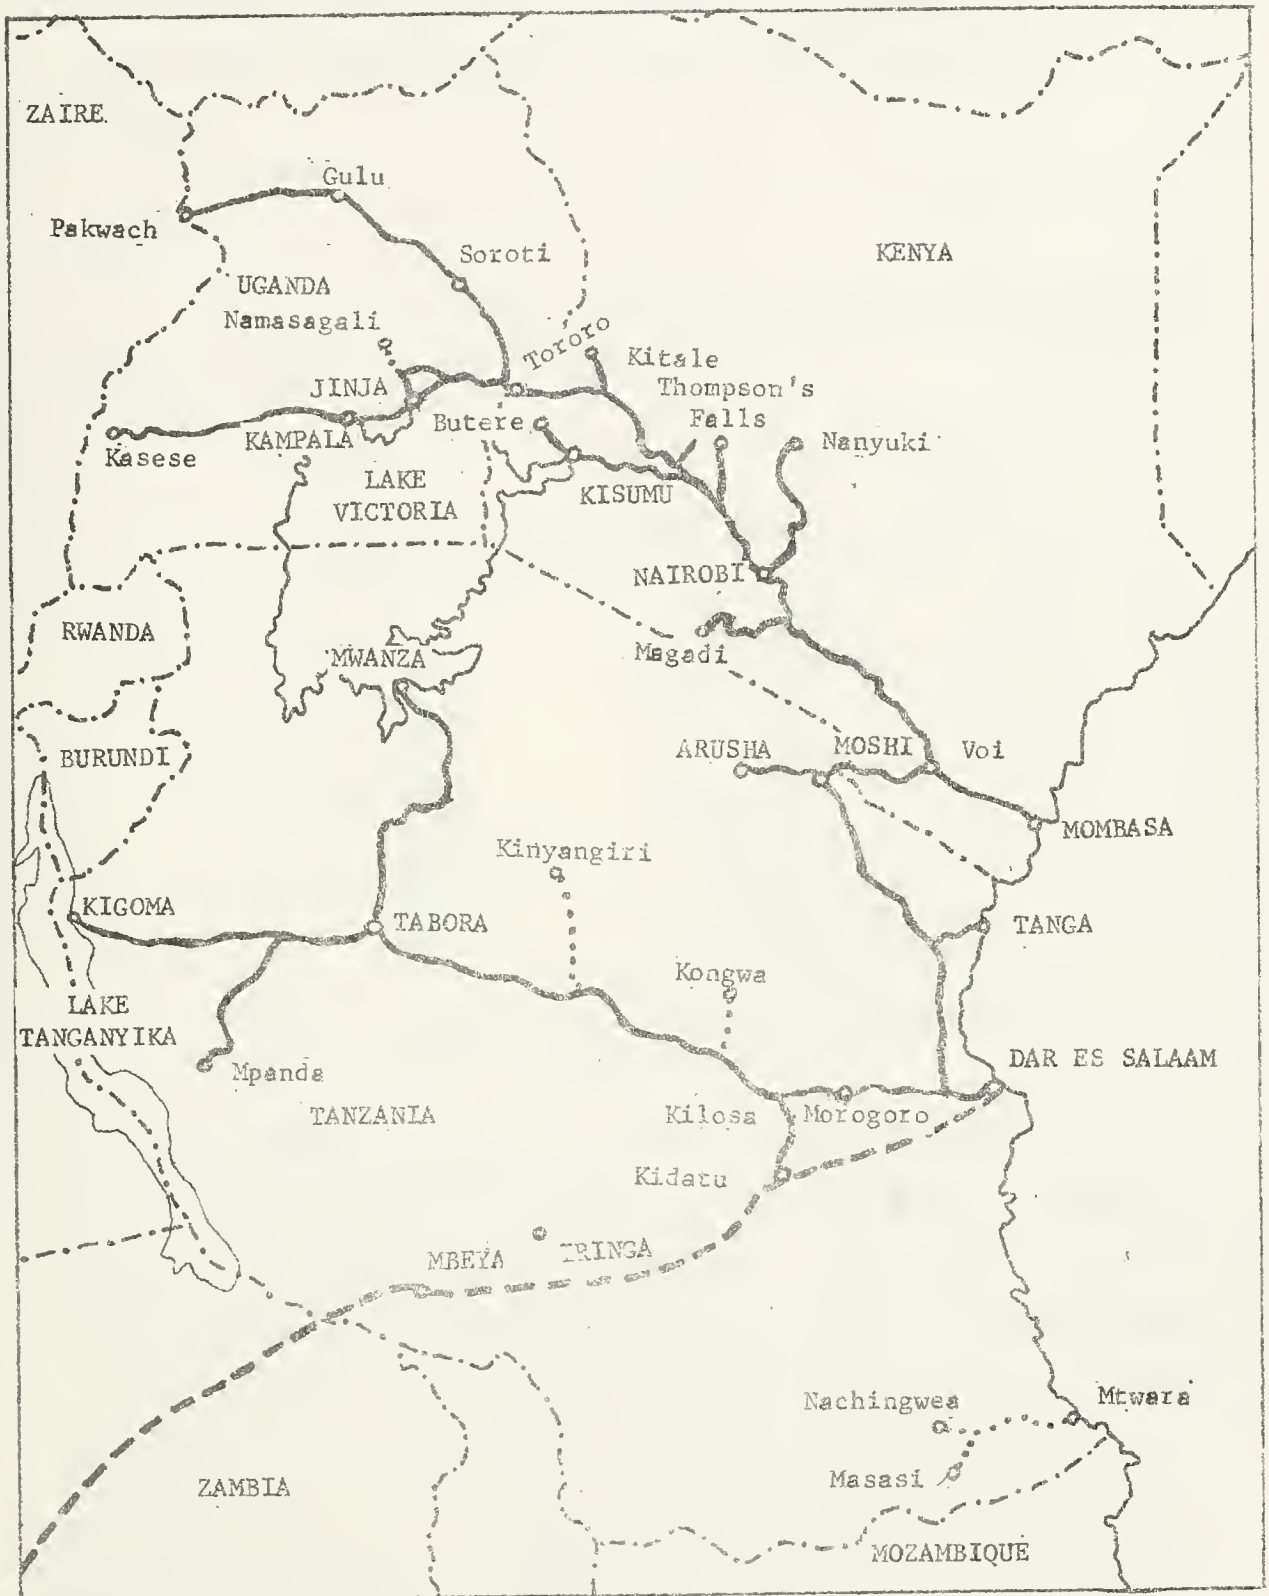 ZAIRE
Gulu
Pakwach
Soroti
KENYA
UGANDA
Namasagali
Tororo
Kitale
JINJA
Thompson's
Falls
Butere
Nanyuki
KAMPALA
Kasese
LAKE
VICTORIA
KISUMU
NAIROBI
RWANDA
MWANZA
Magadi
BURUNDI
ARUSHA
MOSHI
Voi
MOMBASA
Kinyangiri
KIGOMA
TABORA
TANGA
Kongwa
LAKE
TANGANYIKA
DAR ES SALAAM
Mpanda
TANZANIA
Kilosa
Morogoro
Kidatu
MBEYA
IRINGA
Nachingwea
Mtwara
Masasi
ZAMBIA
MOZAMBIQUE